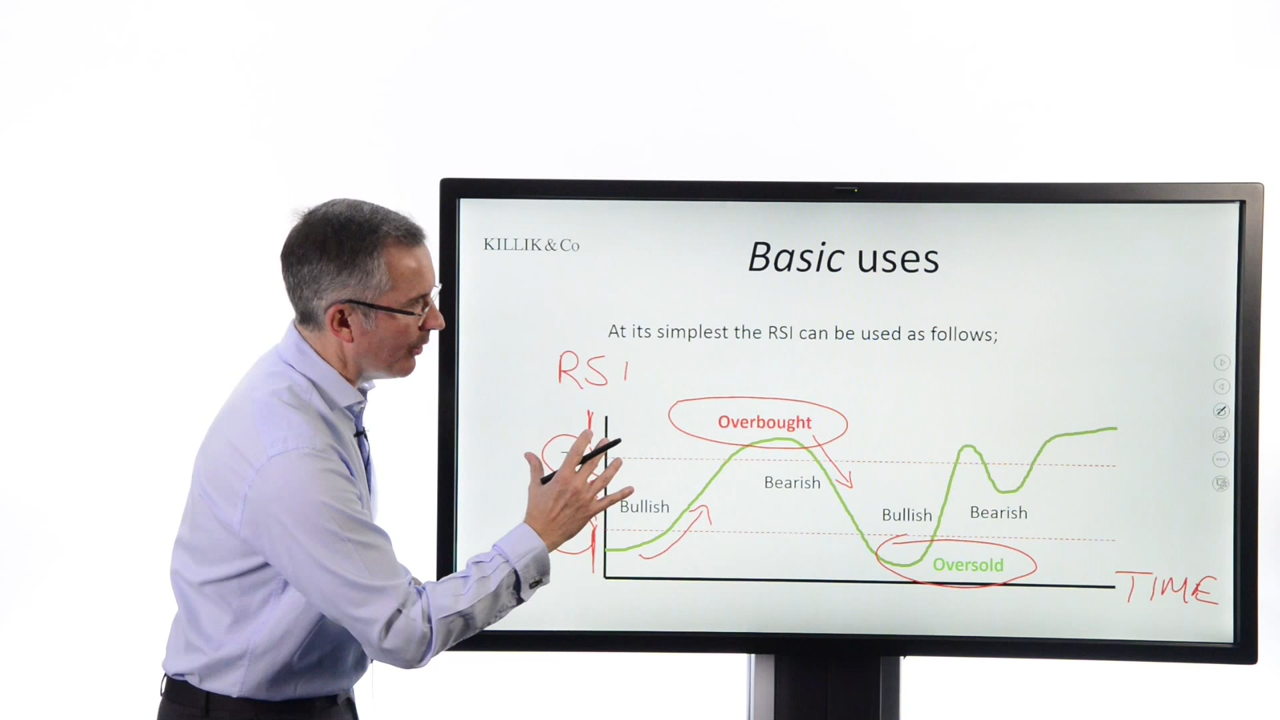 KILLIK & Co
Basic uses
At its simplest the RSI can be used as follows;
RSI
Overbought
Bearish
Bullish
Bullish
Bearish
Oversold
TIME